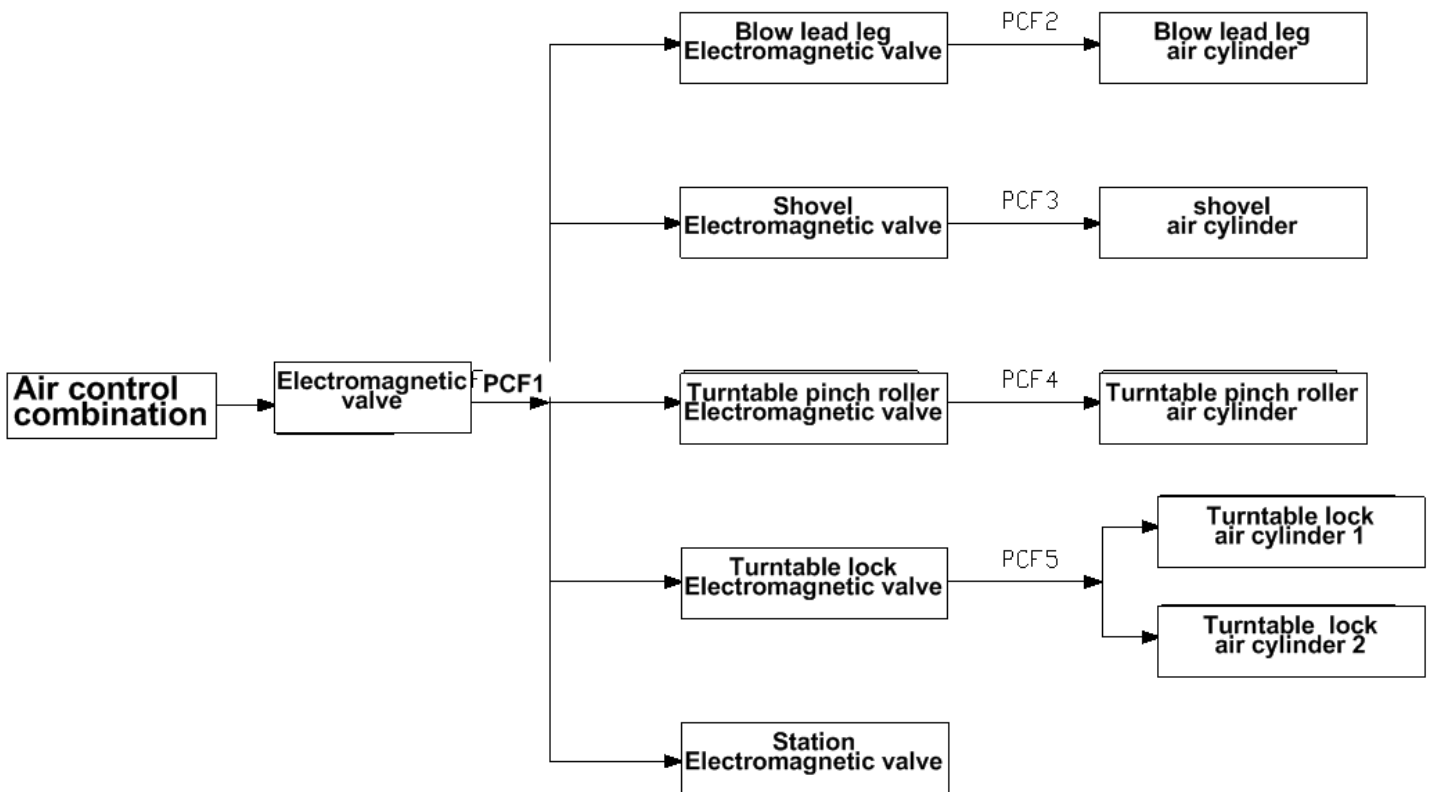 Blow lead leg
Electromagnetic valve
PCF2
Blow lead leg
air cylinder
Shovel
Electromagnetic valve
PCF3
shovel
air cylinder
Air control
combination
Electromagnetic
valve
PCF1
Turntable pinch roller
Electromagnetic valve
PCF4
Turntable pinch roller
air cylinder
Turntable lock
Electromagnetic valve
PCF5
Turntable lock
air cylinder 1
Turntable lock
air cylinder 2
Station
Electromagnetic valve